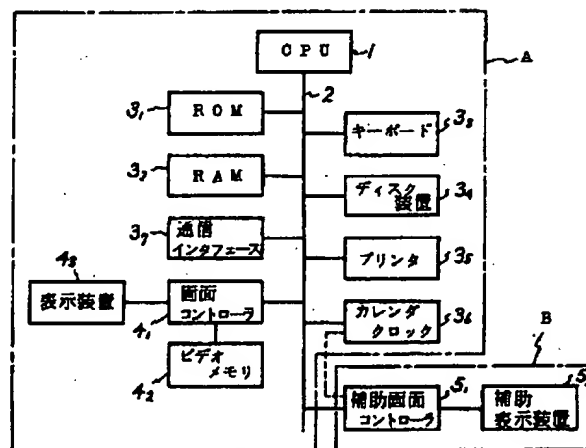 CPU
1
A
2
3₁
ROM
キーボード
3₃
3₂
RAM
ディスク
装置
3₄
3₇
通信
インタフェース
プリンタ
3₅
4₃
表示装置
画面
コントローラ
4₁
カレンダ
クロック
3₆
B
ビデオ
メモリ
4₂
補助画面
コントローラ
5₁
補助
表示装置
5